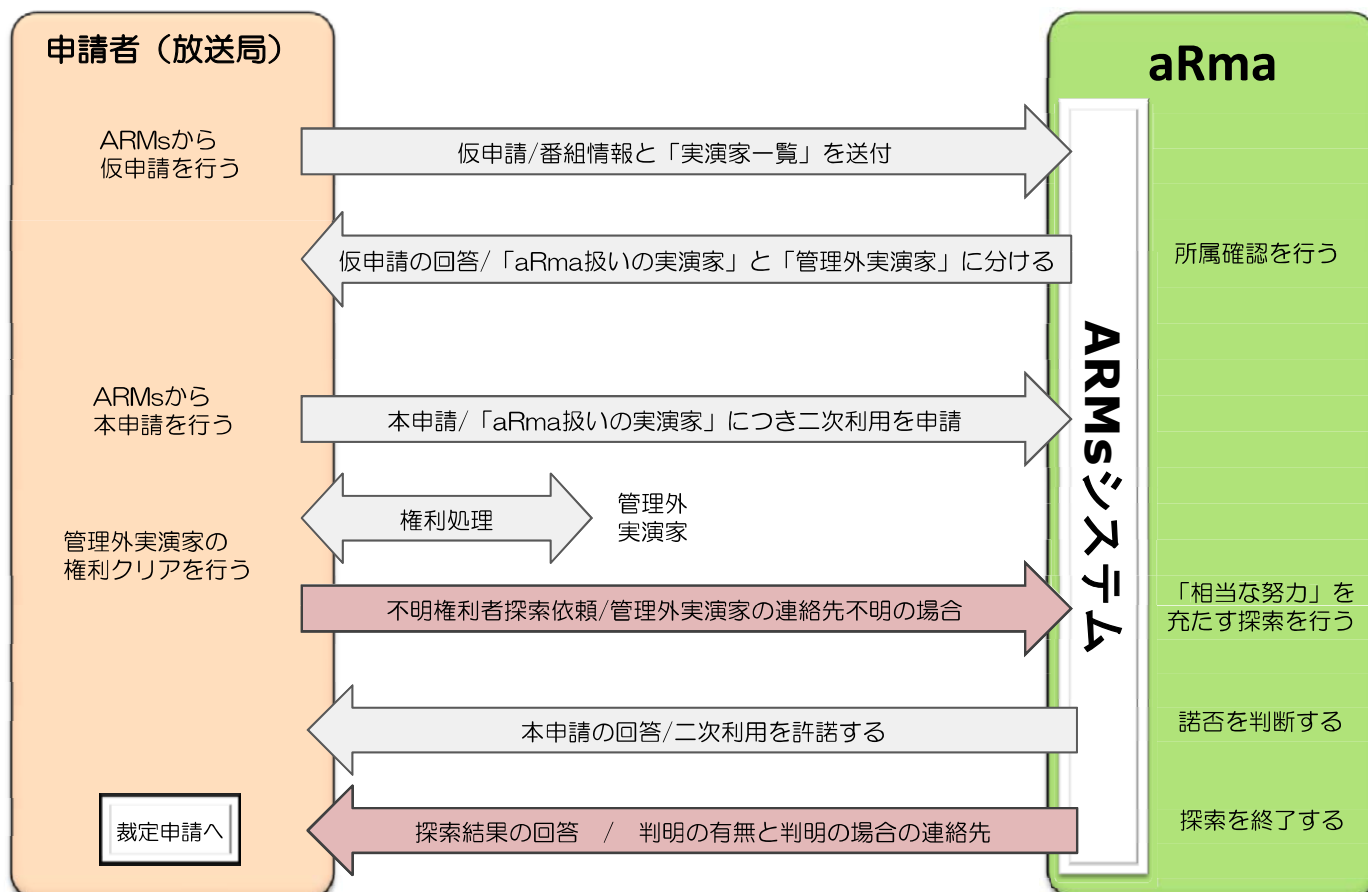 申請者（放送局）
aRma
ARMsから
仮申請を行う
仮申請/番組情報と「実演家一覧」を送付
仮申請の回答/「aRma扱いの実演家」と「管理外実演家」に分ける
所属確認を行う
ARMsシステム
ARMsから
本申請を行う
本申請/「aRma扱いの実演家」につき二次利用を申請
権利処理
管理外
実演家
管理外実演家の
権利クリアを行う
不明権利者探索依頼/管理外実演家の連絡先不明の場合
「相当な努力」を
充たす探索を行う
本申請の回答/二次利用を許諾する
諾否を判断する
裁定申請へ
探索結果の回答　/　判明の有無と判明の場合の連絡先
探索を終了する